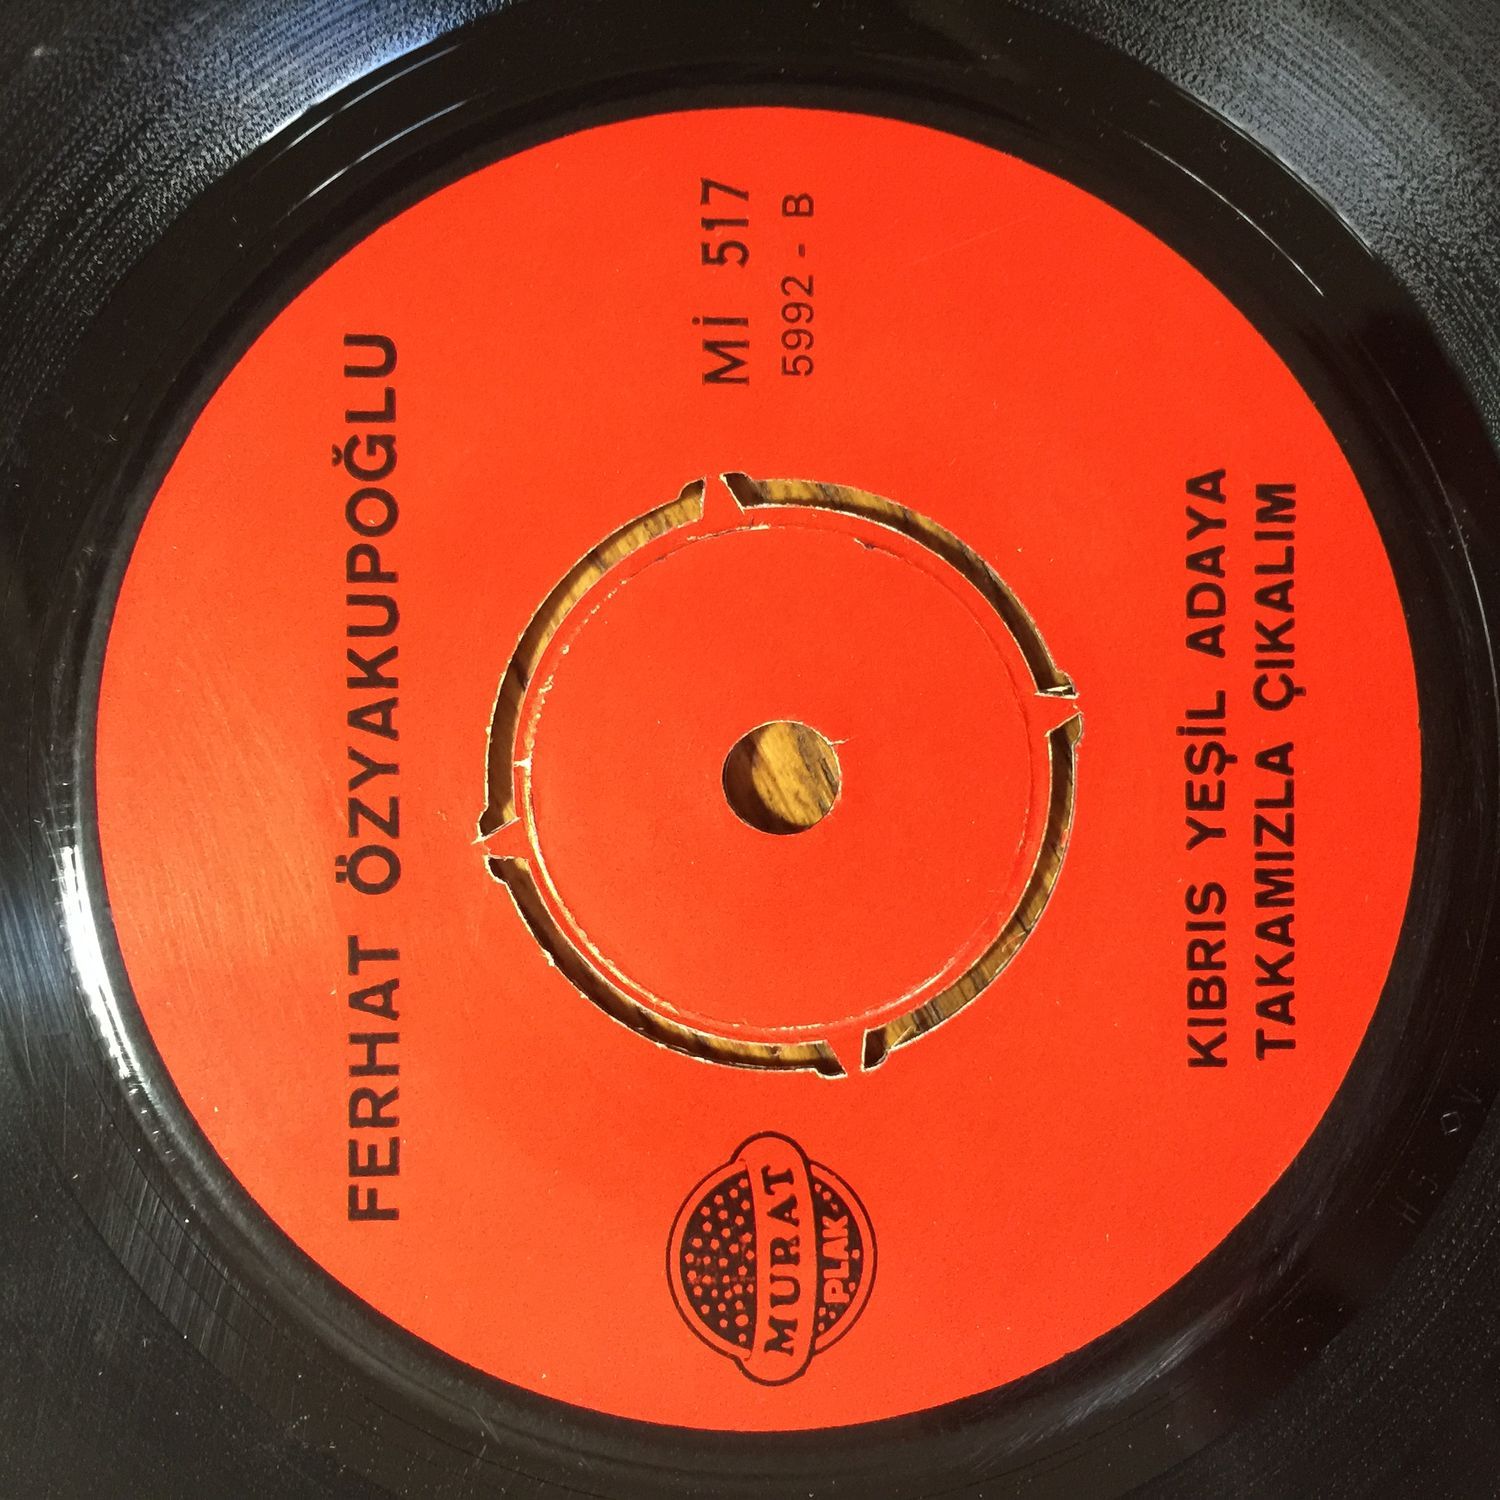 FERHAT ÖZYAKUPOĞLU
MURAT
PLAK
Mİ 517
5992 - B
KIBRIS YEŞİL ADAYA
TAKAMIZLA ÇIKALIM